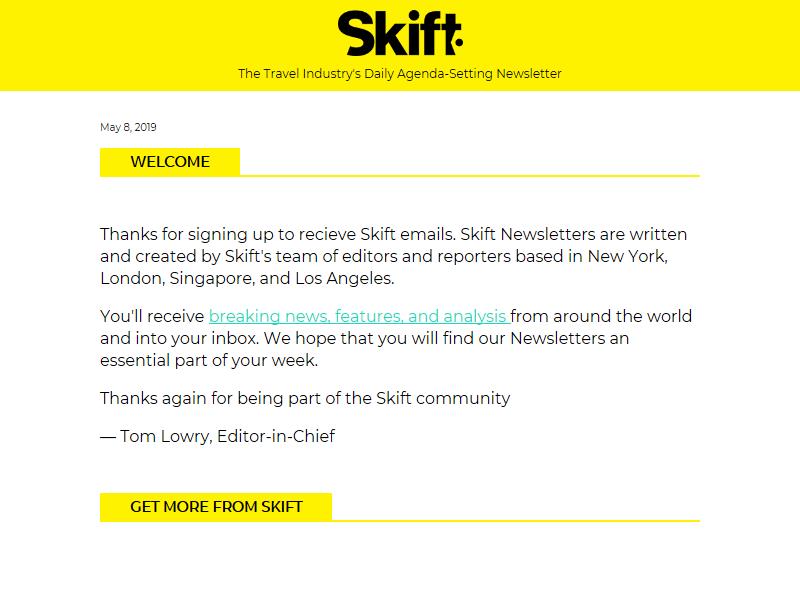 Skift
The Travel Industry's Daily Agenda-Setting Newsletter
May 8, 2019
WELCOME
Thanks for signing up to recieve Skift emails. Skift Newsletters are written
and created by Skift's team of editors and reporters based in New York,
London, Singapore, and Los Angeles.
You'll receive breaking news, features, and analysis from around the world
and into your inbox. We hope that you will find our Newsletters an
essential part of your week.
Thanks again for being part of the Skift community
— Tom Lowry, Editor-in-Chief
GET MORE FROM SKIFT